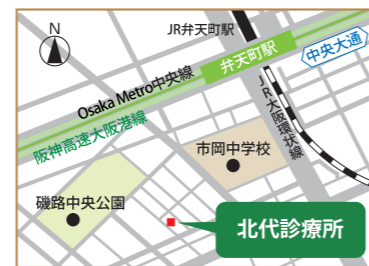 N
JR弁天町駅
弁天町駅
中央大通
Osaka Metro中央線
阪神高速大阪港線
JR大阪環状線
市岡中学校
磯路中央公園
北代診療所